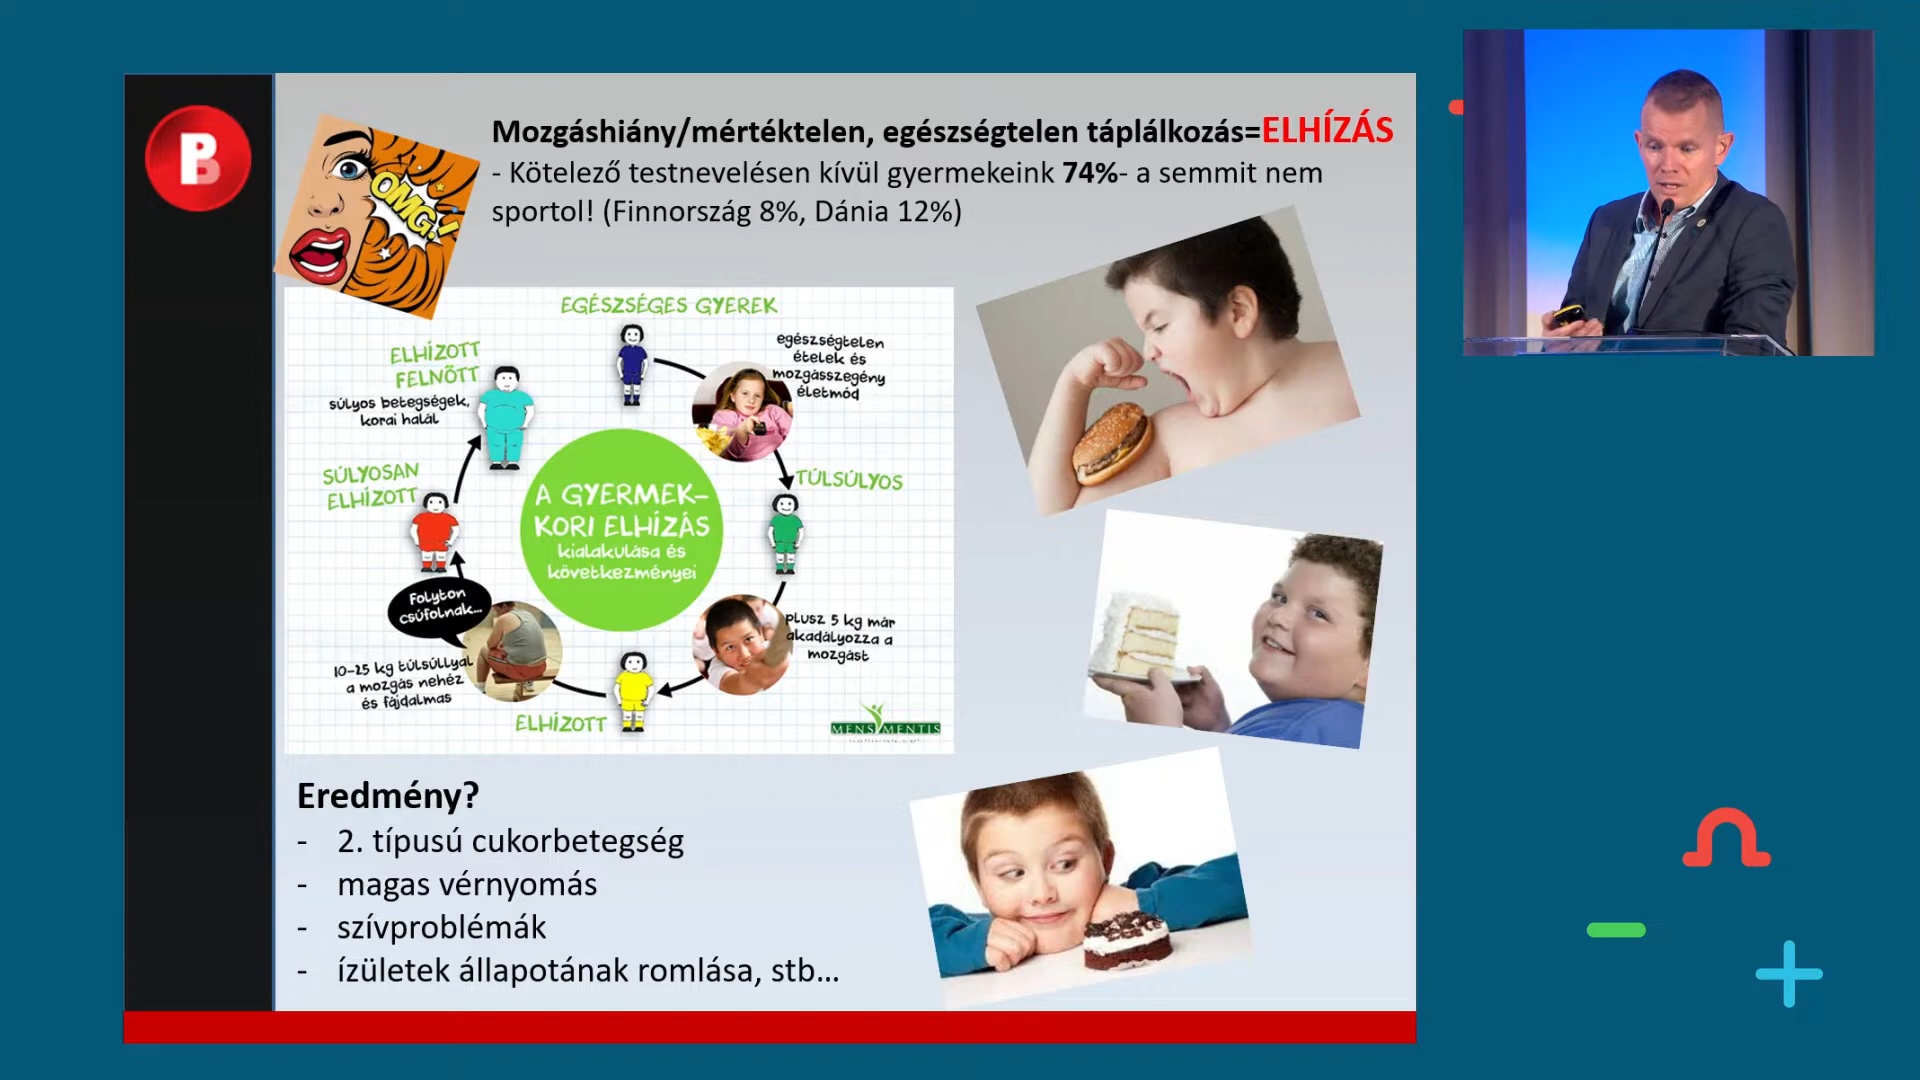 B
Mozgáshiány/mértéktelen, egészségtelen táplálkozás=ELHÍZÁS
- Kötelező testnevelésen kívül gyermekeink 74%- a semmit nem
sportol! (Finnország 8%, Dánia 12%)
OMG!
EGÉSZSÉGES GYEREK
egészségtelen
ételek és
mozgásszegény
életmód
TÚLSÚLYOS
plusz 5 kg már
akadályozza a
mozgást
ELHÍZOTT
10-25 kg túlsúllyal
a mozgás nehéz
és fájdalmas
Folyton
csúfolnak...
SÚLYOSAN
ELHÍZOTT
ELHÍZOTT
FELNŐTT
súlyos betegségek,
korai halál
A GYERMEK-
KORI ELHÍZÁS
kialakulása és
következményei
MENS MENTIS
Eredmény?
- 2. típusú cukorbetegség
- magas vérnyomás
- szívproblémák
- ízületek állapotának romlása, stb...